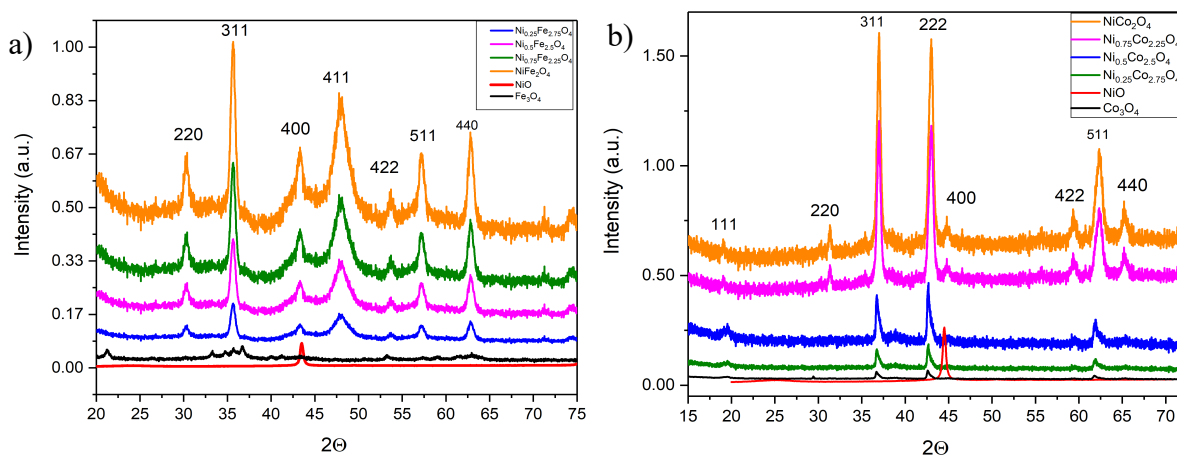 a)
Intensity (a.u.)
1.00
0.83
0.67
0.50
0.33
0.17
0.00
220
311
400
411
422
511
440
Ni0.25Fe2.75O4
Ni0.5Fe2.5O4
Ni0.75Fe2.25O4
NiFe2O4
NiO
Fe3O4
20 25 30 35 40 45 50 55 60 65 70 75
2Θ
b)
Intensity (a.u.)
1.50
1.00
0.50
0.00
111
220
311
222
400
422
511
440
NiCo2O4
Ni0.75Co2.25O4
Ni0.5Co2.5O4
Ni0.25Co2.75O4
NiO
Co3O4
15 20 25 30 35 40 45 50 55 60 65 70
2Θ